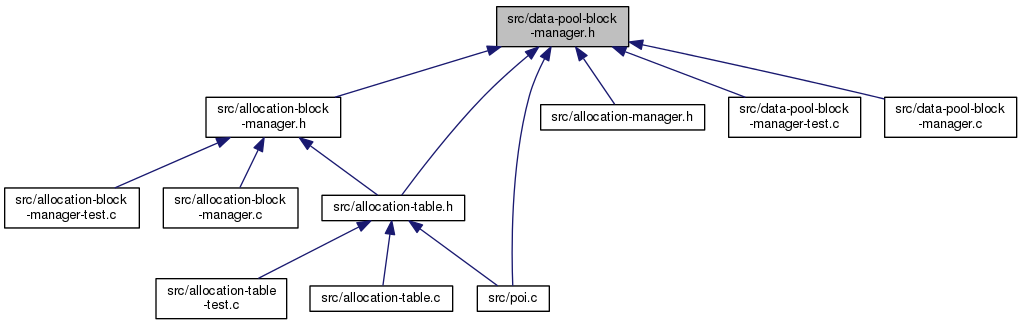 src/data-pool-block
-manager.h
src/allocation-block
-manager.h
src/allocation-manager.h
src/data-pool-block
-manager-test.c
src/data-pool-block
-manager.c
src/allocation-block
-manager-test.c
src/allocation-block
-manager.c
src/allocation-table.h
src/allocation-table
-test.c
src/allocation-table.c
src/poi.c